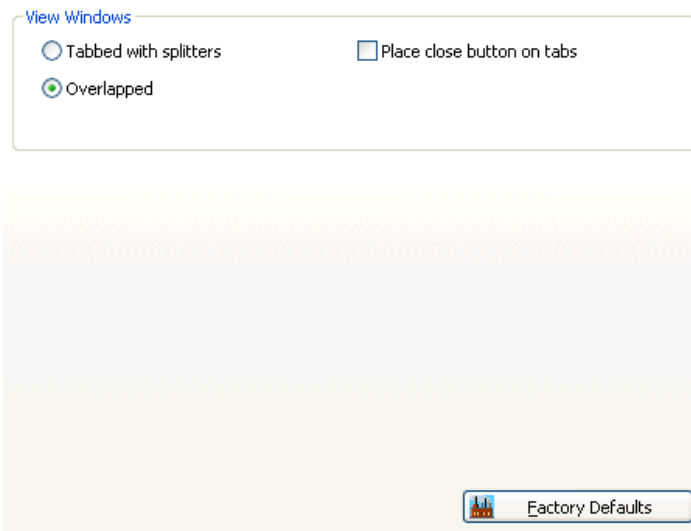 View Windows
Tabbed with splitters
Place close button on tabs
Overlapped
Factory Defaults